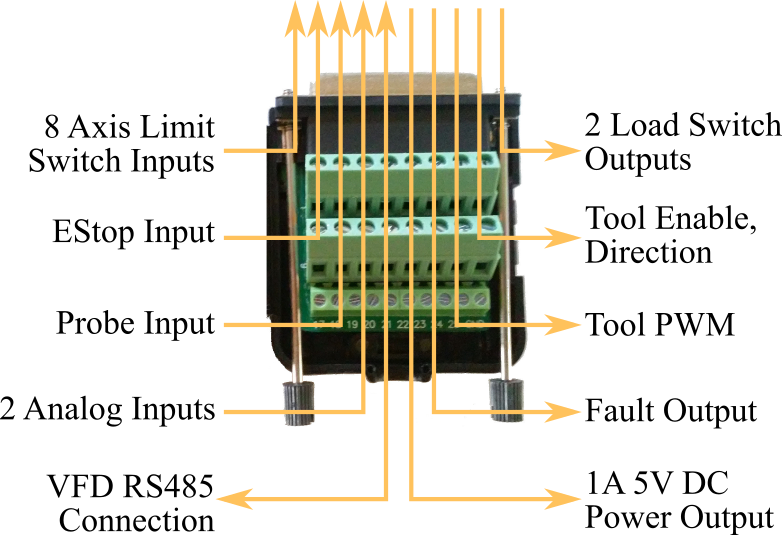 8 Axis Limit
Switch Inputs
EStop Input
Probe Input
2 Analog Inputs
VFD RS485
Connection
2 Load Switch
Outputs
Tool Enable,
Direction
Tool PWM
Fault Output
1A 5V DC
Power Output
17 18 19 20 21 22 23 24 25 GND